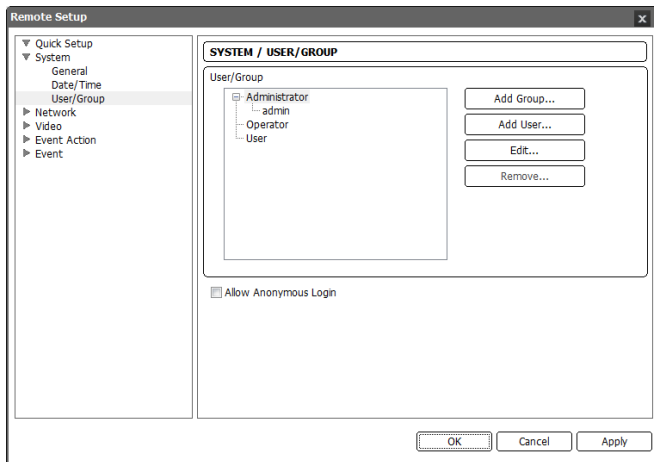 Remote Setup
x
Quick Setup
System
General
Date/Time
User/Group
Network
Video
Event Action
Event
SYSTEM / USER/GROUP
User/Group
Administrator
admin
Operator
User
Add Group...
Add User...
Edit...
Remove...
Allow Anonymous Login
OK
Cancel
Apply